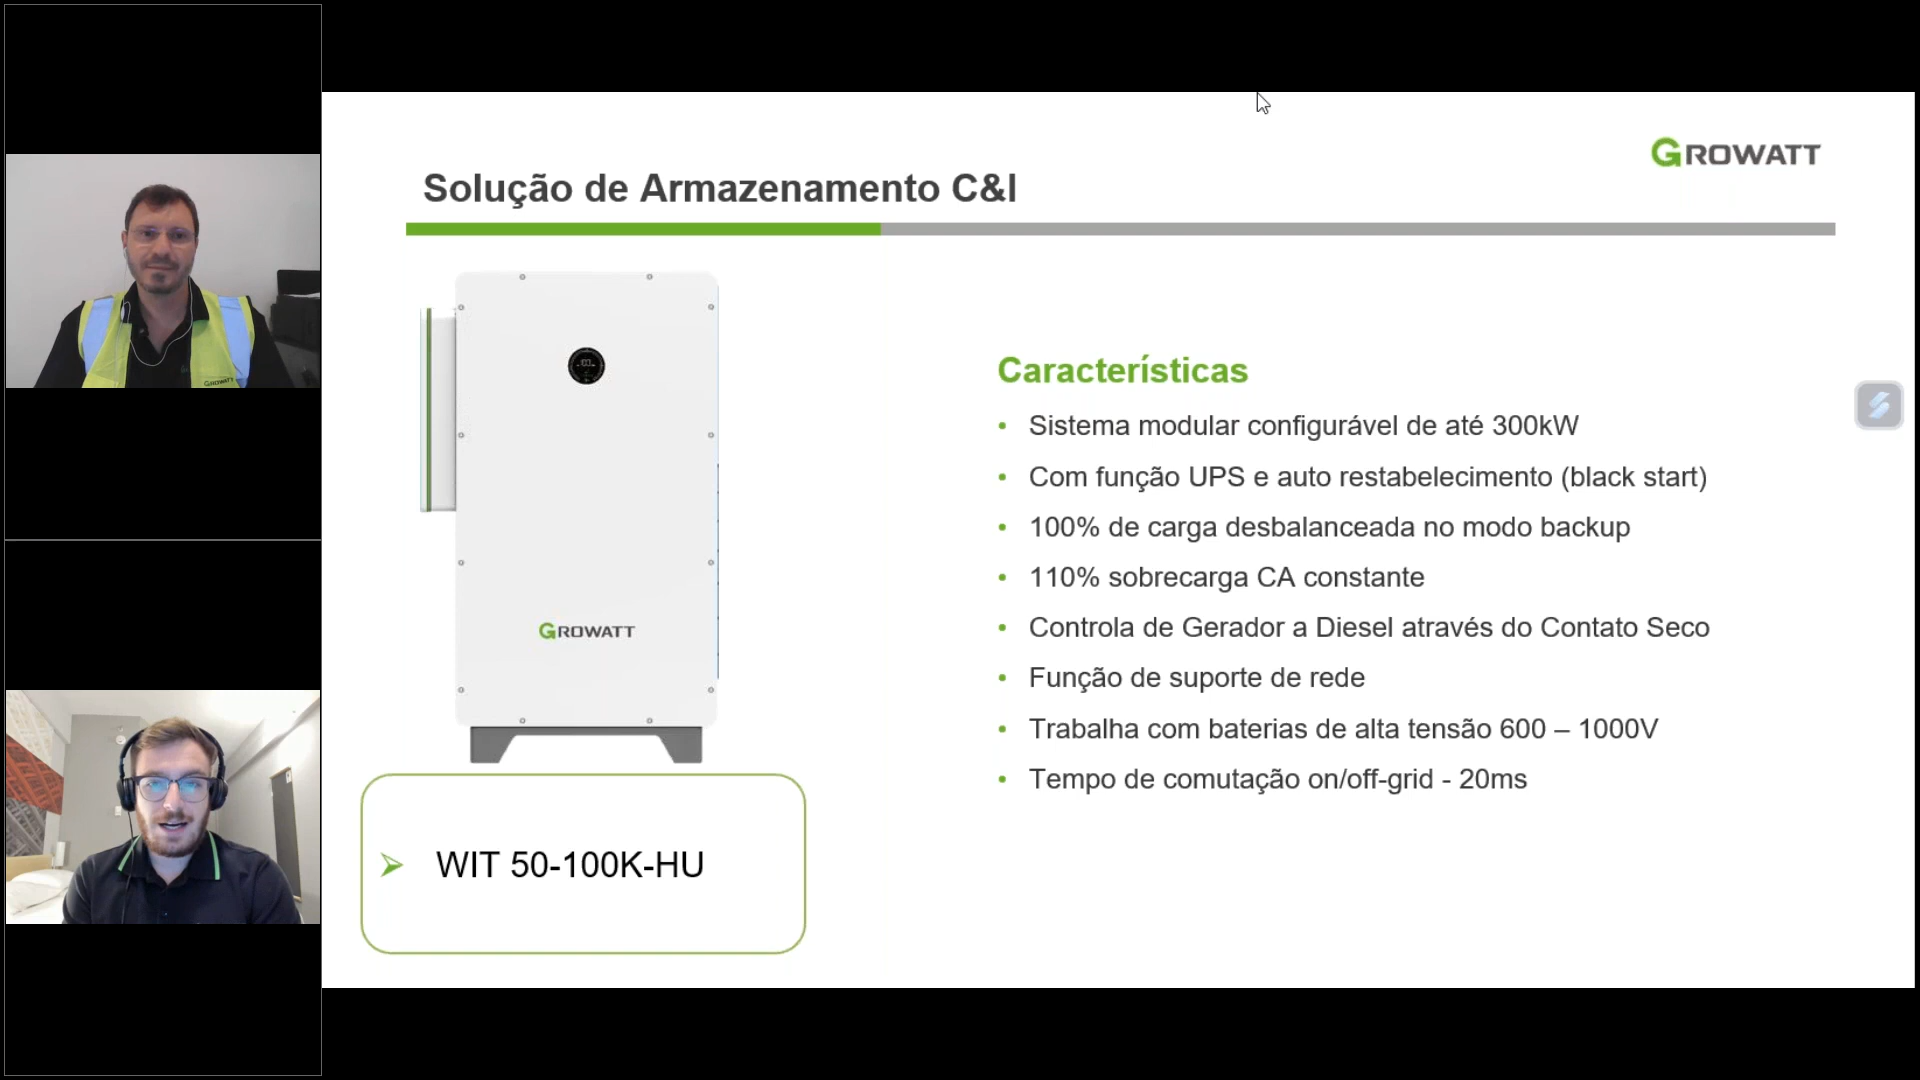 GROWATT
Solução de Armazenamento C&I
GROWATT
WIT 50-100K-HU
Características
Sistema modular configurável de até 300kW
Com função UPS e auto restabelecimento (black start)
100% de carga desbalanceada no modo backup
110% sobrecarga CA constante
Controla de Gerador a Diesel através do Contato Seco
Função de suporte de rede
Trabalha com baterias de alta tensão 600 – 1000V
Tempo de comutação on/off-grid - 20ms
GROWATT